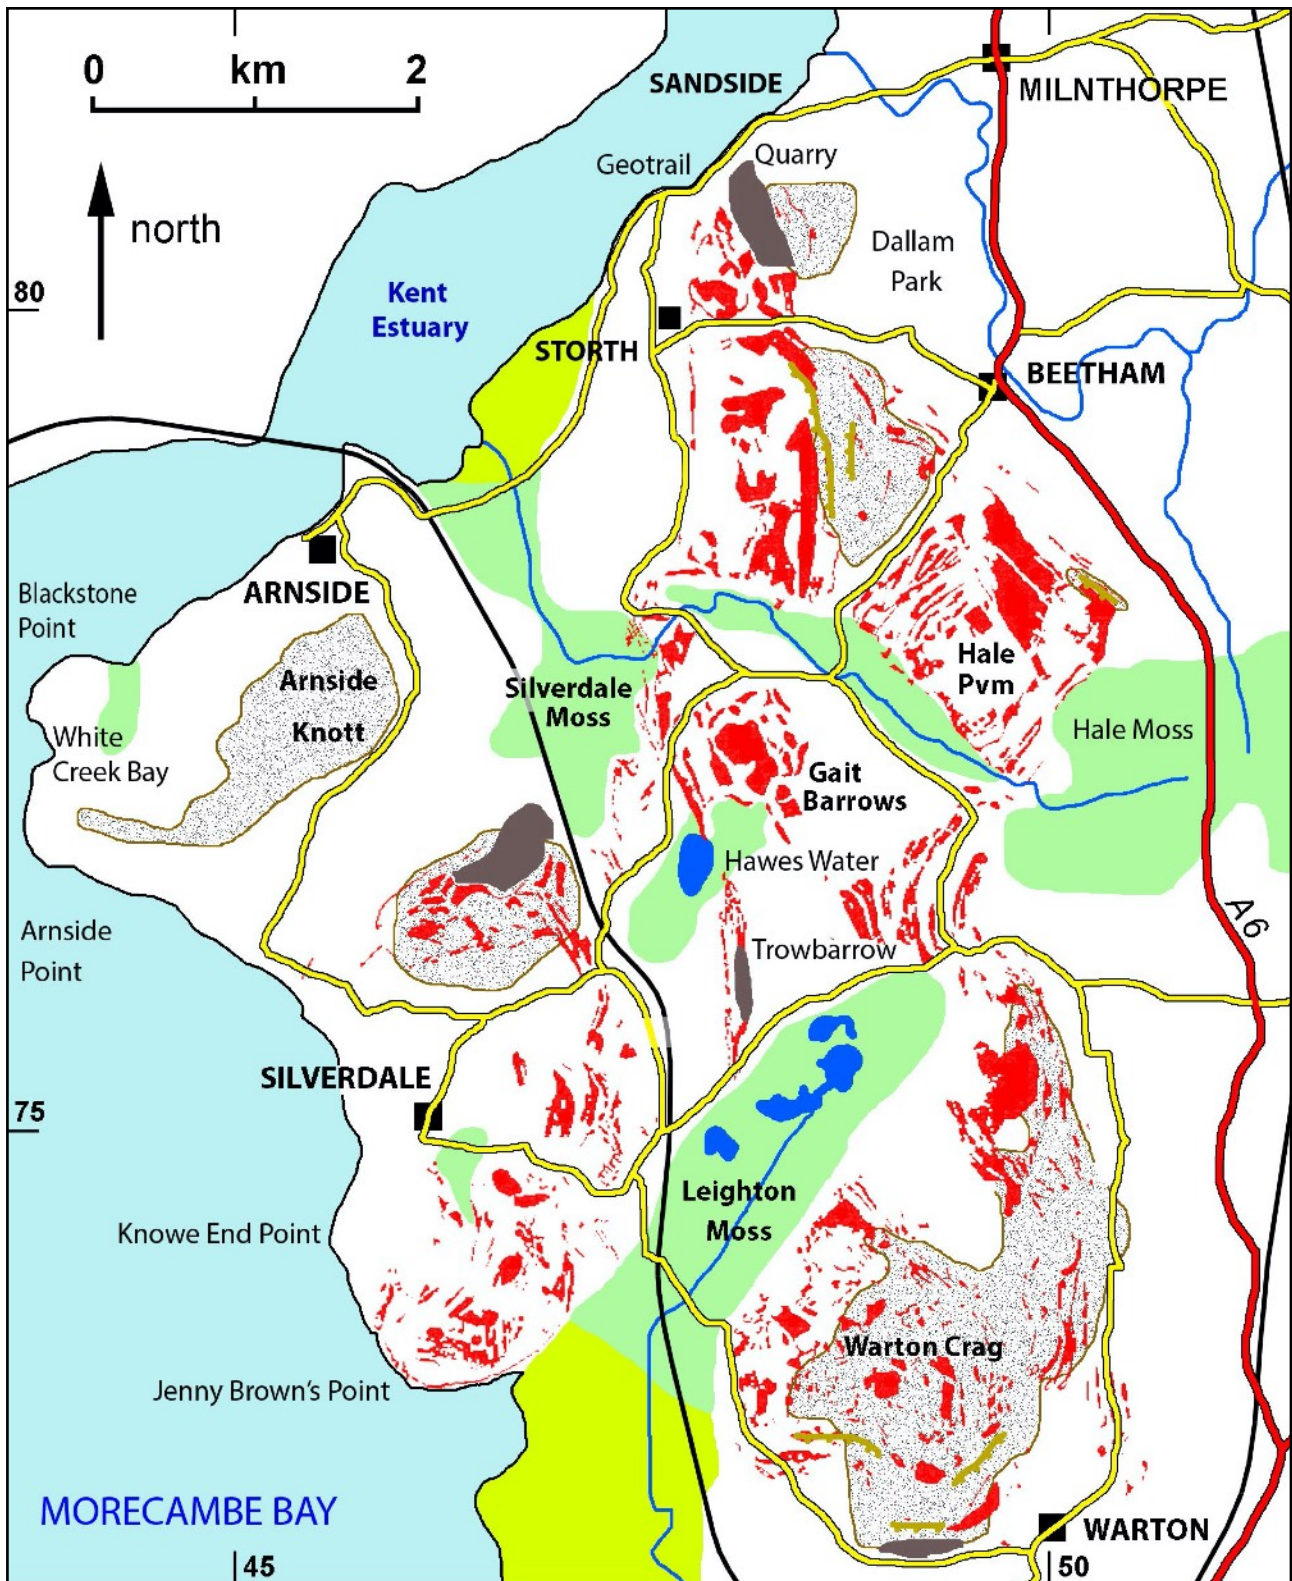 0 km 2
SANDSIDE
MILNTHORPE
Geotrail
Quarry
north
Dallam
Park
80
Kent
Estuary
STORTH
BEETHAM
ARNSIDE
Blackstone
Point
Arnside
Knott
Silverdale
Moss
Hale
Pvm
White
Creek Bay
Hale Moss
Gait
Barrows
Hawes Water
Arnside
Point
Trowbarrow
A6
SILVERDALE
75
Leighton
Moss
Knowe End Point
Warton Crag
Jenny Brown's Point
MORECAMBE BAY
WARTON
45
50